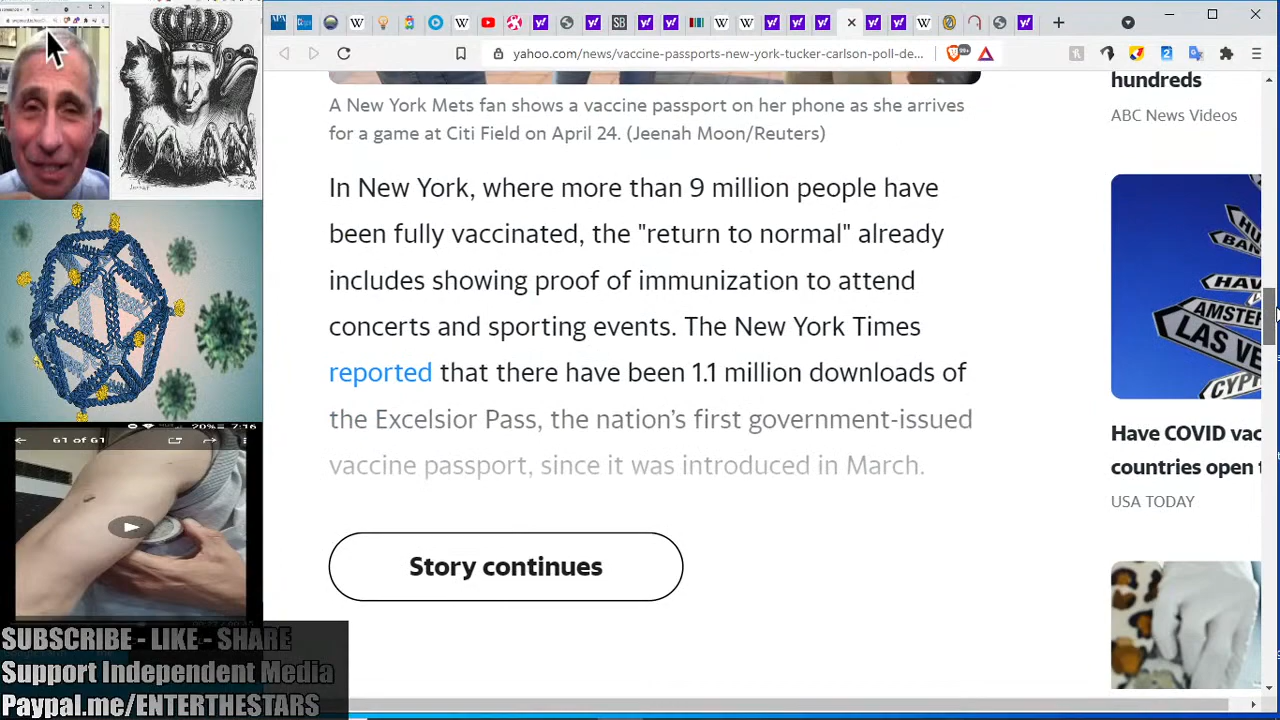 yahoo.com/news/vaccine-passports-new-york-tucker-carlson-poll-de...
99+
2
A New York Mets fan shows a vaccine passport on her phone as she arrives
for a game at Citi Field on April 24. (Jeenah Moon/Reuters)
In New York, where more than 9 million people have
been fully vaccinated, the "return to normal" already
includes showing proof of immunization to attend
concerts and sporting events. The New York Times
reported that there have been 1.1 million downloads of
the Excelsior Pass, the nation’s first government-issued
vaccine passport, since it was introduced in March.
Story continues
hundreds
ABC News Videos
HAV
AMSTER
LAS VE
CYPR
Have COVID vac
countries open t
USA TODAY
20% 7:16
61 of 61
SUBSCRIBE - LIKE - SHARE
Support Independent Media
Paypal.me/ENTERTHESTARS